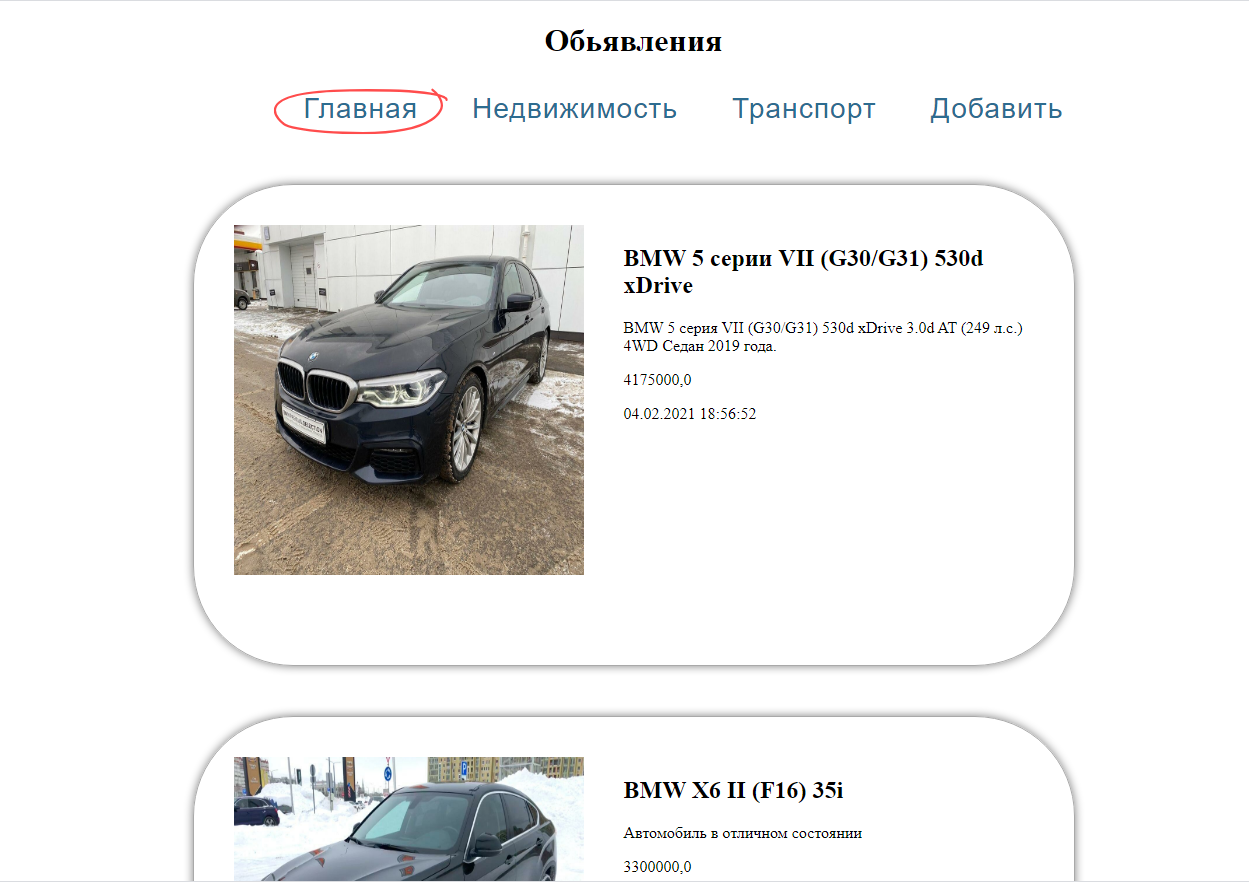 Обьявления
Главная Недвижимость Транспорт Добавить
BMW 5 серии VII (G30/G31) 530d
xDrive
BMW 5 серия VII (G30/G31) 530d xDrive 3.0d AT (249 л.с.)
4WD Седан 2019 года.
4175000,0
04.02.2021 18:56:52
BMW X6 II (F16) 35i
Автомобиль в отличном состоянии
3300000,0